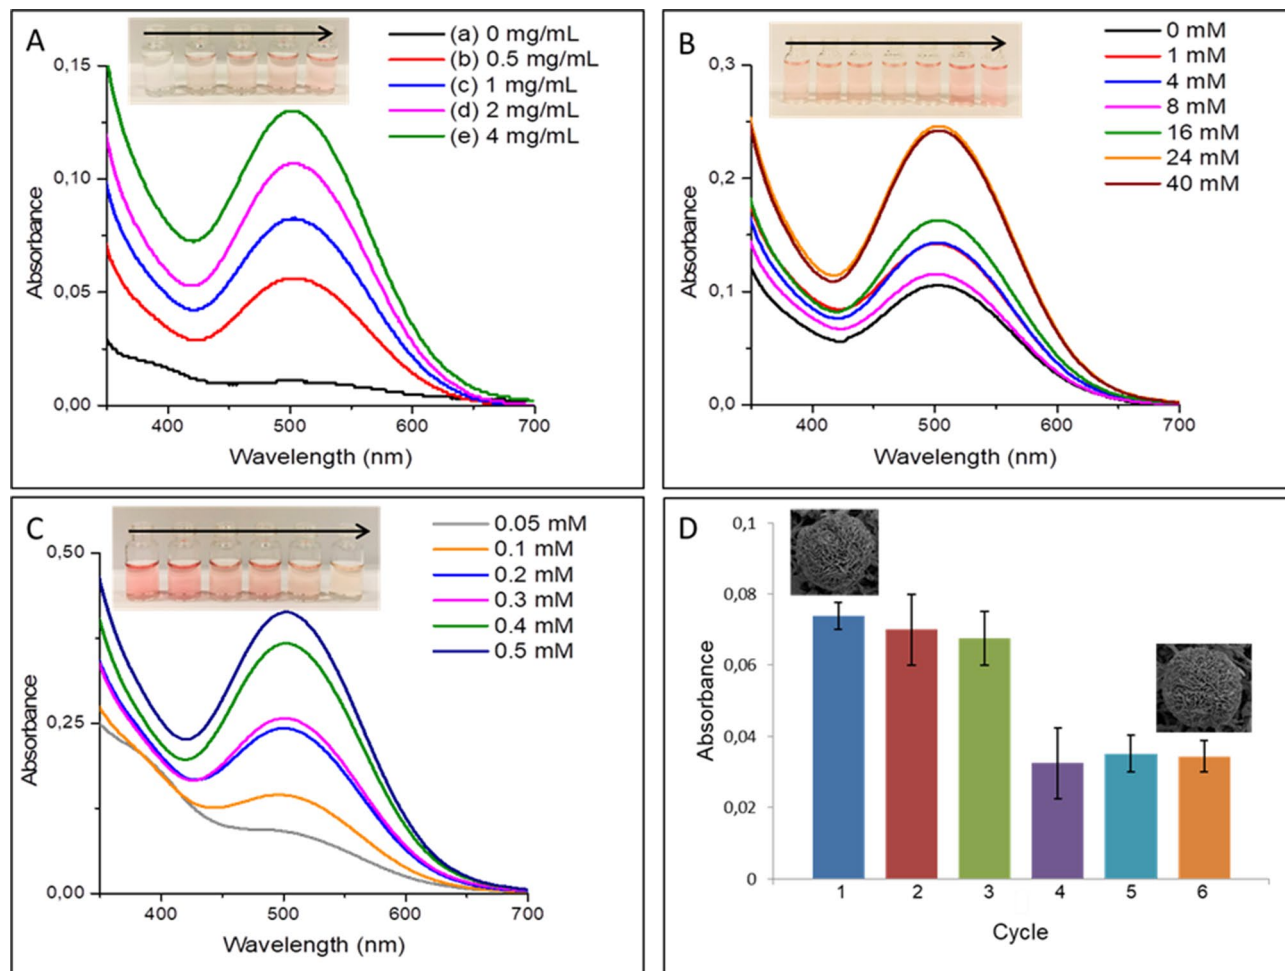 A
(a) 0 mg/mL
(b) 0.5 mg/mL
(c) 1 mg/mL
(d) 2 mg/mL
(e) 4 mg/mL
0,15
0,10
0,05
0,00
Absorbance
400 500 600 700
Wavelength (nm)
B
0 mM
1 mM
4 mM
8 mM
16 mM
24 mM
40 mM
0,3
0,2
0,1
0,0
Absorbance
400 500 600 700
Wavelength (nm)
C
0.05 mM
0.1 mM
0.2 mM
0.3 mM
0.4 mM
0.5 mM
0,50
0,25
0,00
Absorbance
400 500 600 700
Wavelength (nm)
D
0,1
0,08
0,06
0,04
0,02
0
Absorbance
1 2 3 4 5 6
Cycle